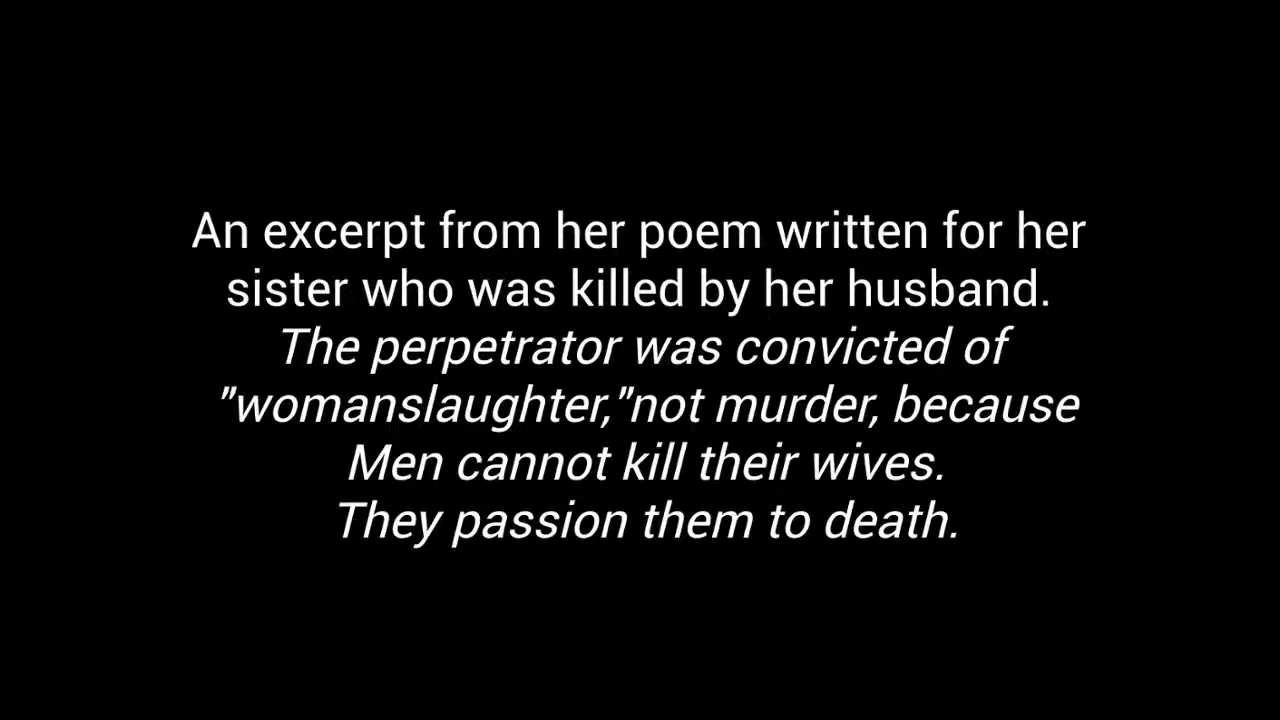 An excerpt from her poem written for her
sister who was killed by her husband.
The perpetrator was convicted of
"womanslaughter,"not murder, because
Men cannot kill their wives.
They passion them to death.